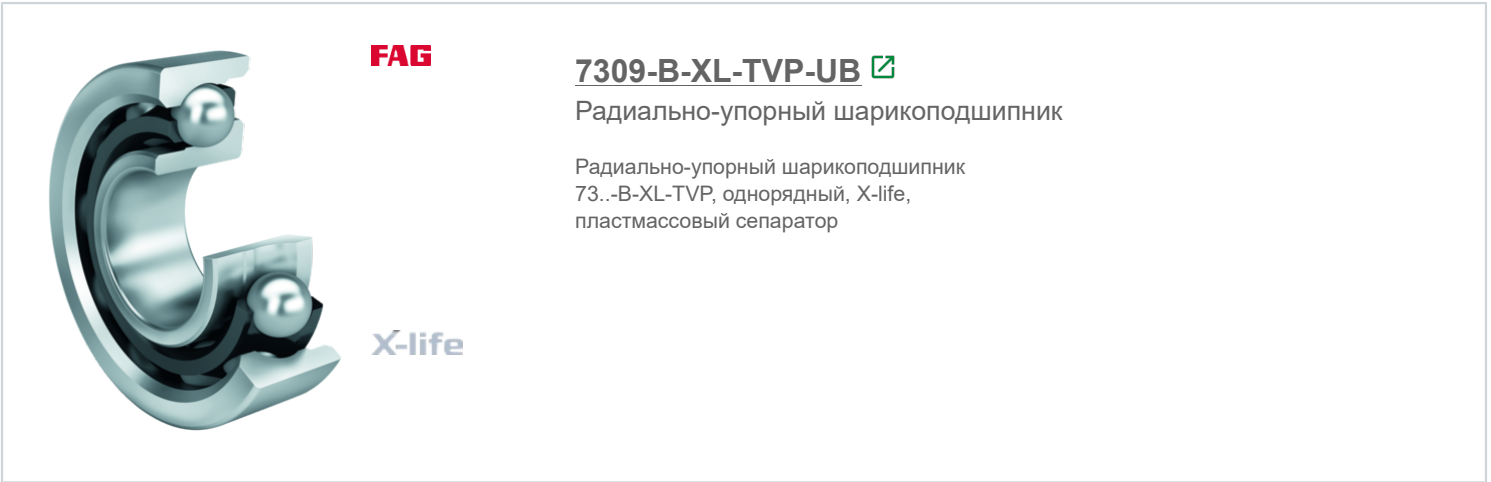 FAG
7309-B-XL-TVP-UB
Радиально-упорный шарикоподшипник
Радиально-упорный шарикоподшипник
73..-B-XL-TVP, однорядный, X-life,
пластмассовый сепаратор
X-life